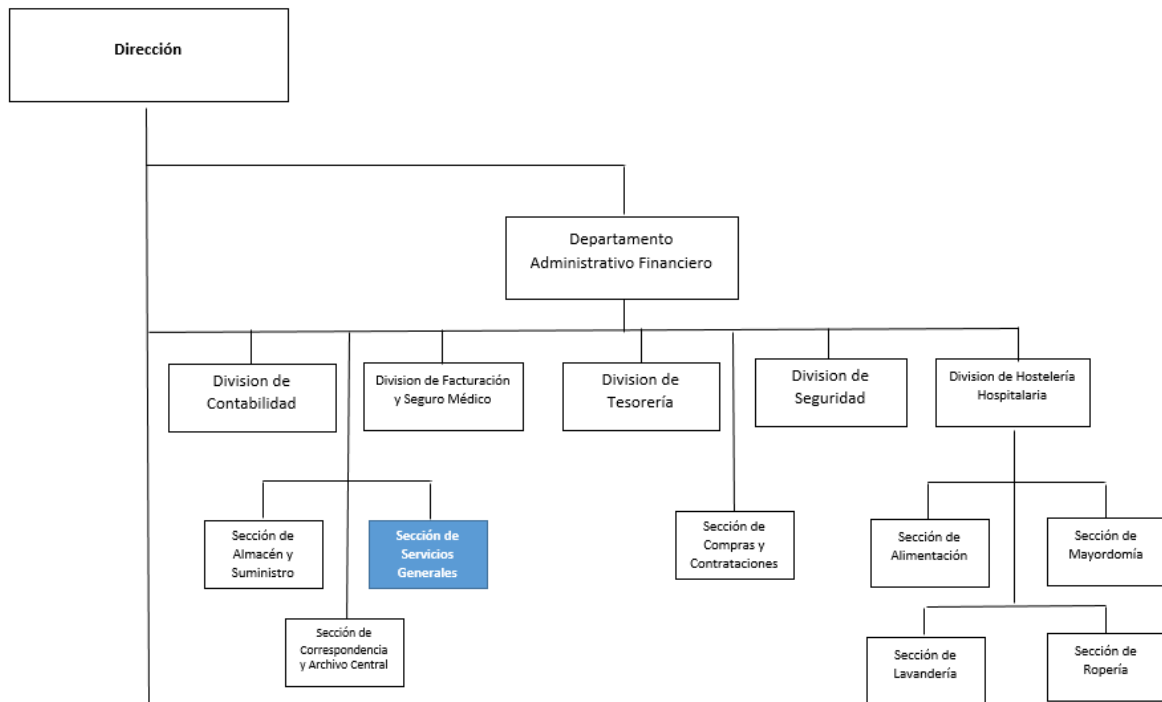 Dirección
Departamento
Administrativo Financiero
Division de
Contabilidad
Division de Facturación
y Seguro Médico
Division de
Tesorería
Division de
Seguridad
Division de Hostelería
Hospitalaria
Sección de
Almacén y
Suministro
Sección de
Servicios
Generales
Sección de
Compras y
Contrataciones
Sección de
Alimentación
Sección de
Mayordomía
Sección de
Correspondencia
y Archivo Central
Sección de
Lavandería
Sección de
Ropería